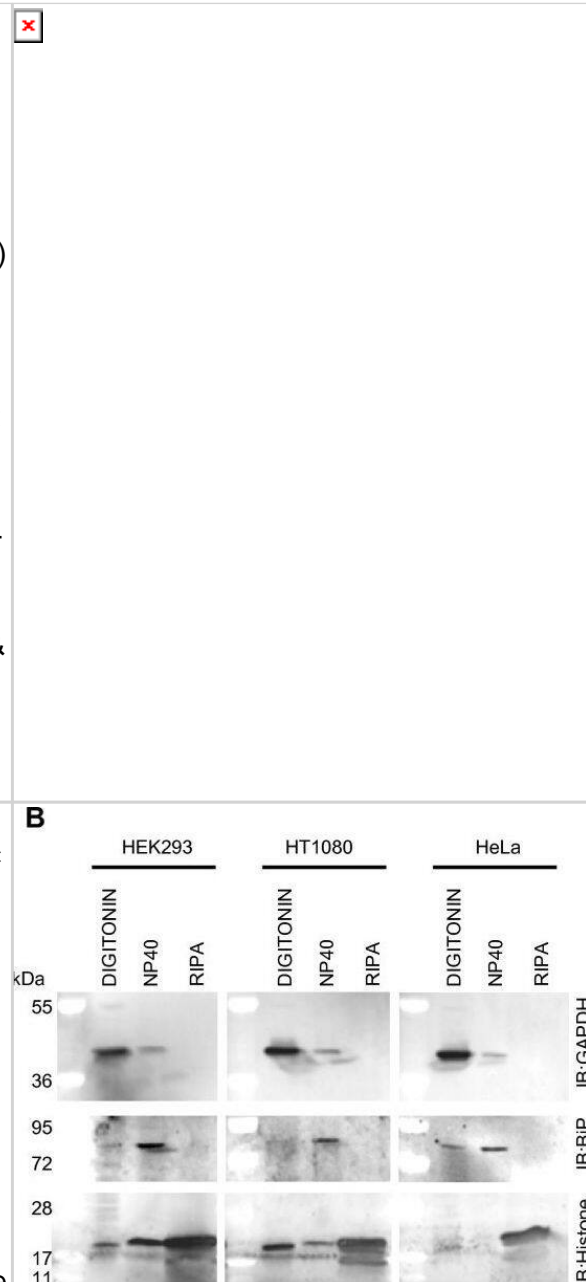 B
HEK293 HT1080 HeLa
DIGITONIN NP40 RIPA DIGITONIN NP40 RIPA DIGITONIN NP40 RIPA
kDa
55
36
IB:GAPDH
95
72
IB:BiP
28
17
11
B:Histone